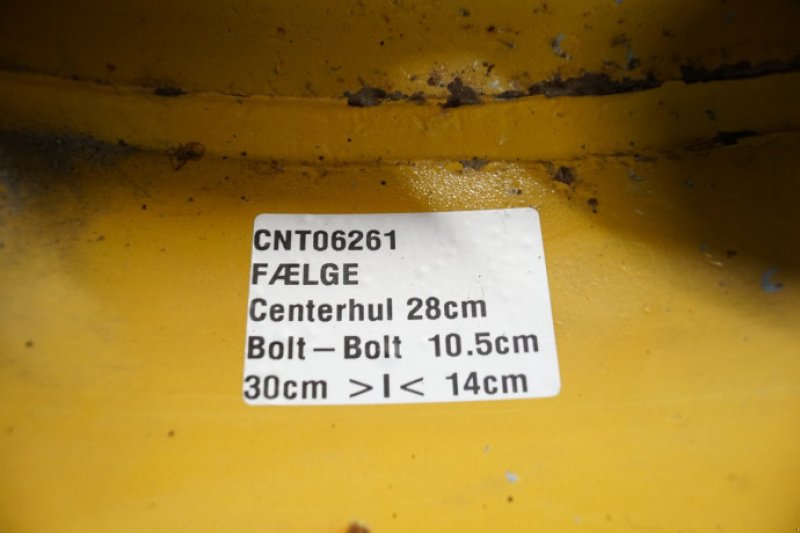 CNT06261
FÆLGE
Centerhul 28cm
Bolt – Bolt 10.5cm
30cm >I< 14cm